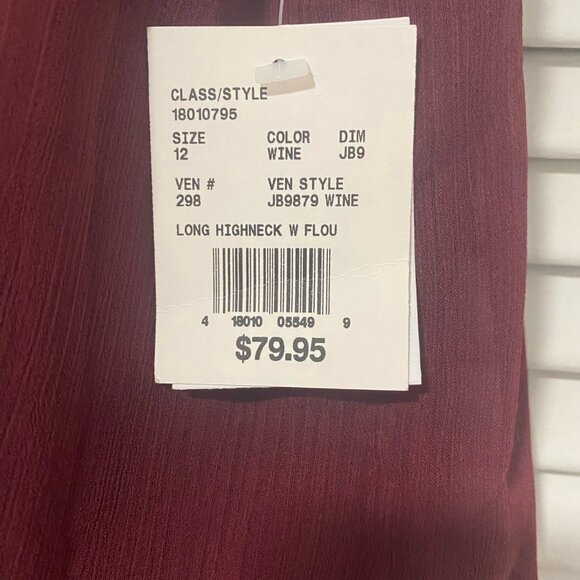 CLASS/STYLE
18010795
SIZE COLOR DIM
12 WINE JB9
VEN # VEN STYLE
298 JB9879 WINE
LONG HIGHNECK W FLOU
4 18010 05549 9
$79.95